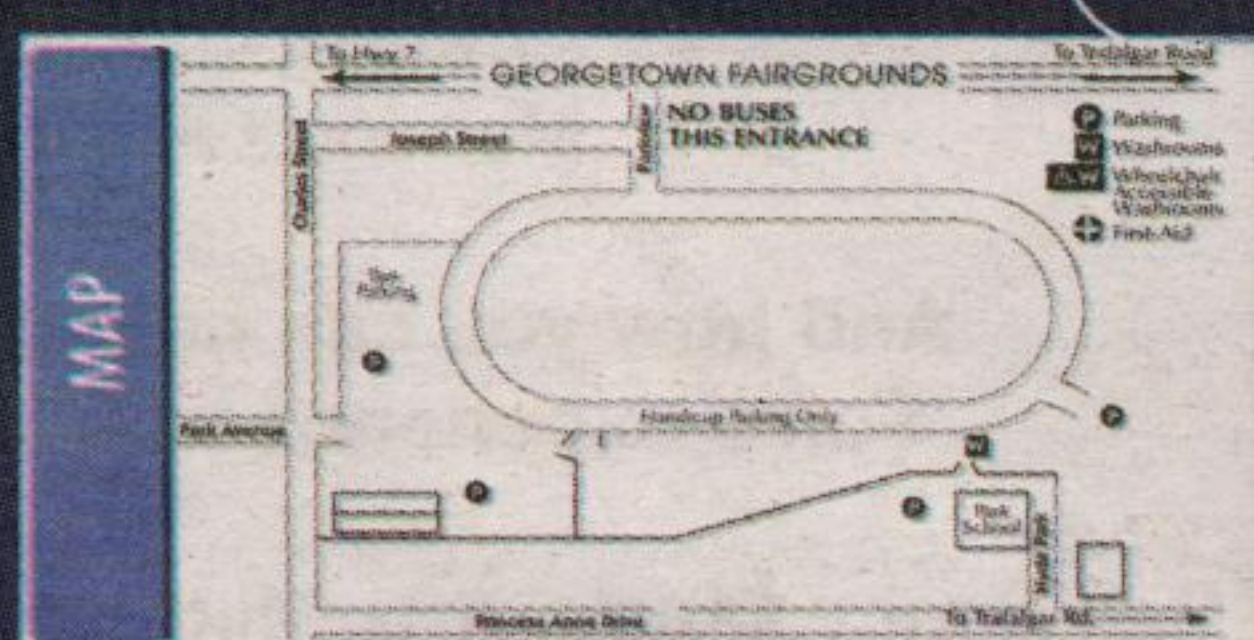 MAP
To Hwy 7
To Trafalgar Road
GEORGETOWN FAIRGROUNDS
NO BUSES
THIS ENTRANCE
Joseph Street
Charles Street
Parking
Washrooms
Wheelchair
Accessible
Washrooms
First-Aid
Parking
P
P
W
P
P
P
W
Park Avenue
Handicap Parking Only
Park
School
Princess Anne Drive
To Trafalgar Rd.